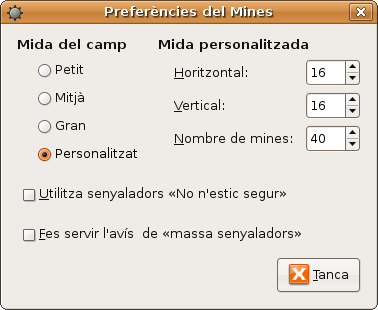 Preferències del Mines
Mida del camp
Petit
Mitjà
Gran
Personalitzat
Mida personalitzada
Horitzontal: 16
Vertical: 16
Nombre de mines: 40
Utilitza senyaladors «No n'estic segur»
Fes servir l'avís  de «massa senyaladors»
Tanca